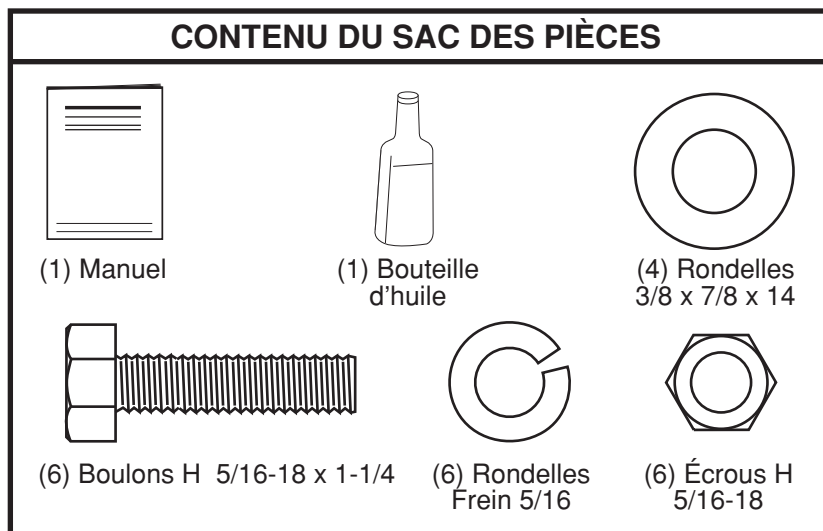 CONTENU DU SAC DES PIÈCES
(1) Manuel
(1) Bouteille
d'huile
(4) Rondelles
3/8 x 7/8 x 14
(6) Boulons H 5/16-18 x 1-1/4
(6) Rondelles
Frein 5/16
(6) Écrous H
5/16-18